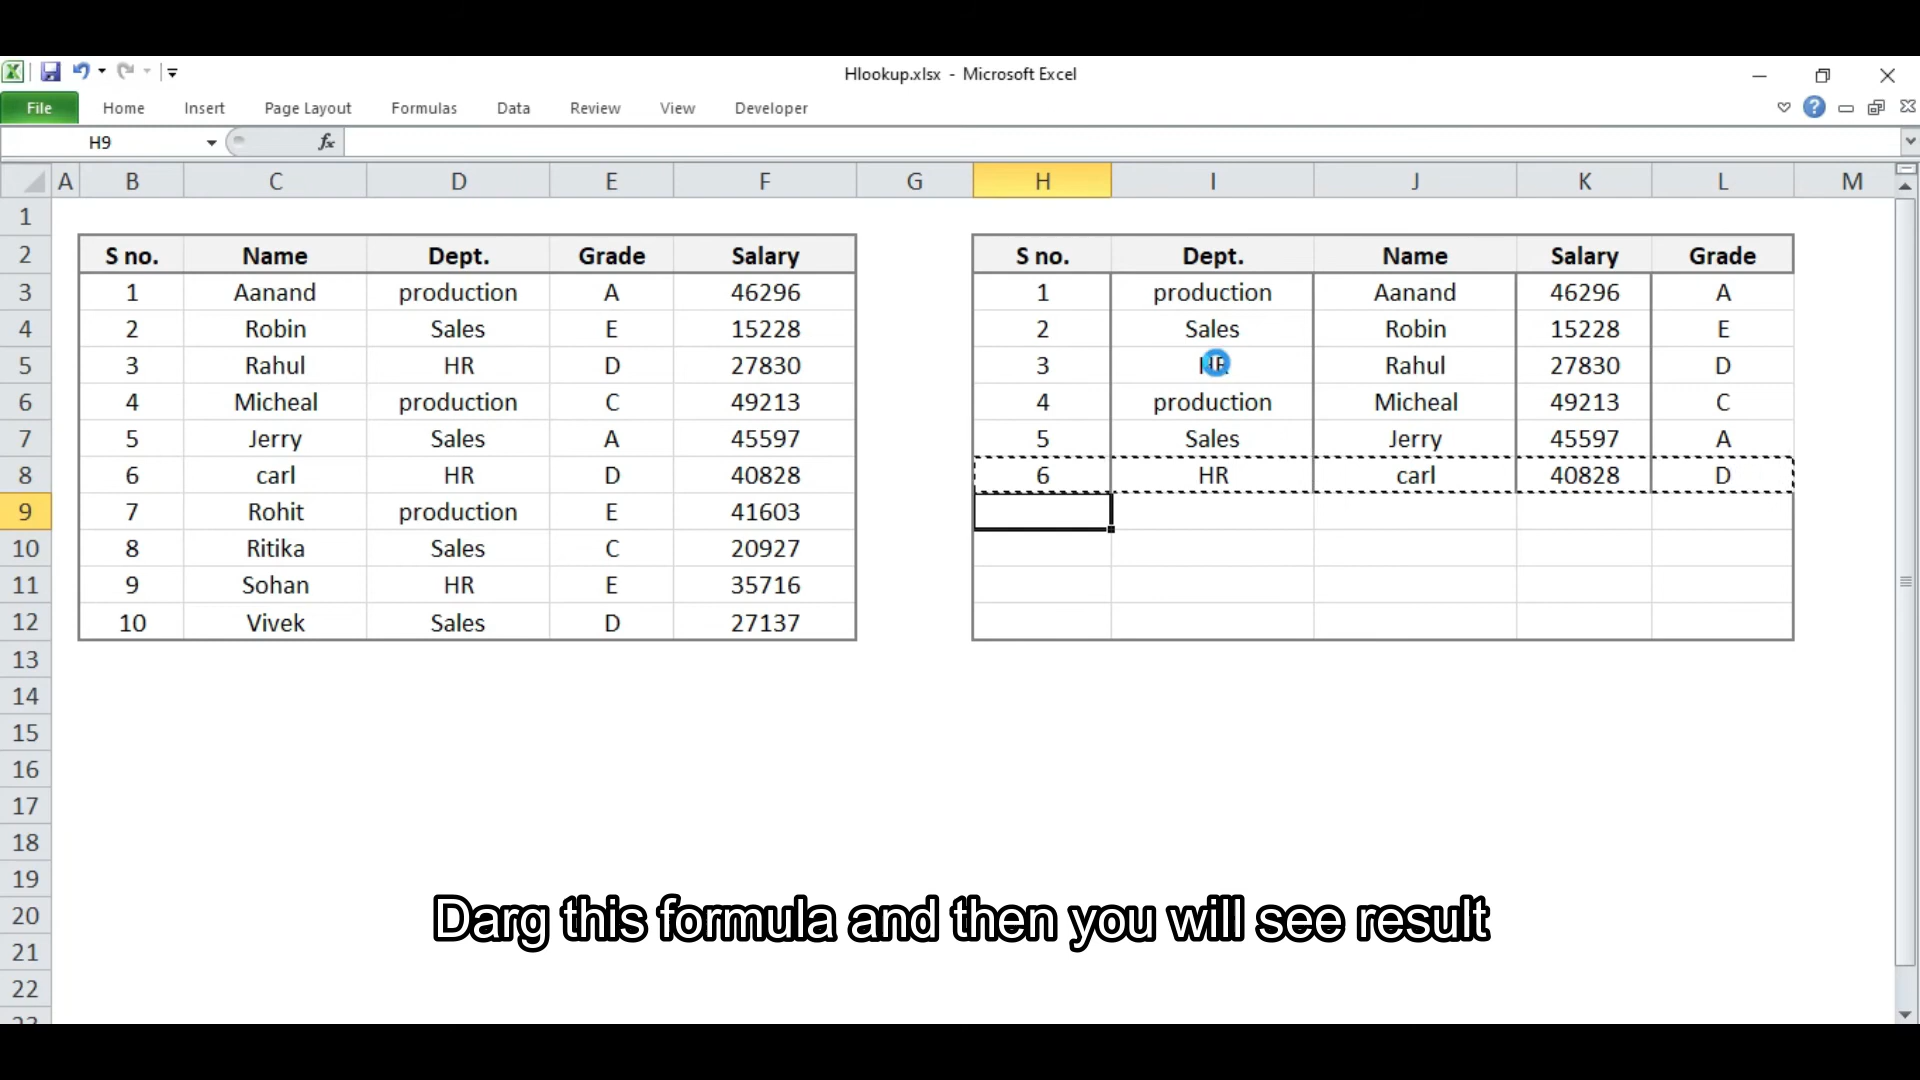 Hlookup.xlsx - Microsoft Excel
File Home Insert Page Layout Formulas Data Review View Developer
H9 fx
A B C D E F G H I J K L M
1
2 S no. Name Dept. Grade Salary S no. Dept. Name Salary Grade
3 1 Aanand production A 46296 1 production Aanand 46296 A
4 2 Robin Sales E 15228 2 Sales Robin 15228 E
5 3 Rahul HR D 27830 3 HR Rahul 27830 D
6 4 Micheal production C 49213 4 production Micheal 49213 C
7 5 Jerry Sales A 45597 5 Sales Jerry 45597 A
8 6 carl HR D 40828 6 HR carl 40828 D
9 7 Rohit production E 41603
10 8 Ritika Sales C 20927
11 9 Sohan HR E 35716
12 10 Vivek Sales D 27137
13
14
15
16
17
18
19
20
21
22
Darg this formula and then you will see result